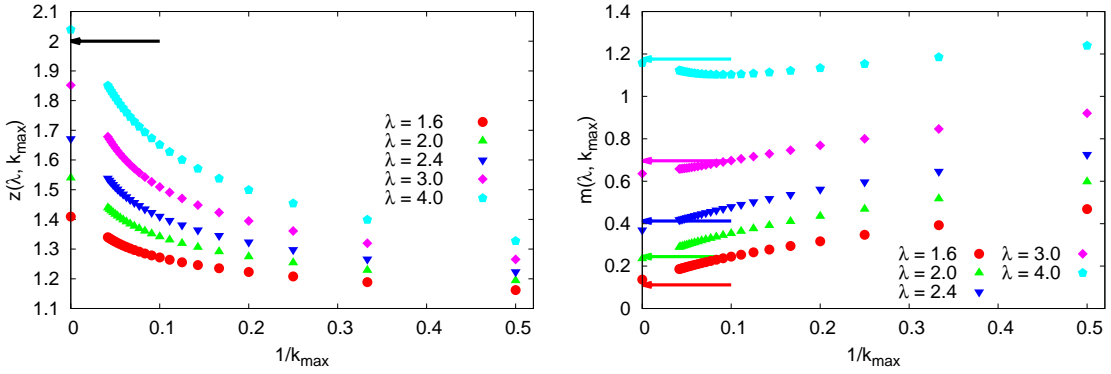 2.1
2
1.9
1.8
1.7
1.6
1.5
1.4
1.3
1.2
1.1
z(λ, kmax)
0 0.1 0.2 0.3 0.4 0.5
1/kmax
λ = 1.6
λ = 2.0
λ = 2.4
λ = 3.0
λ = 4.0
1.4
1.2
1
0.8
0.6
0.4
0.2
0
m(λ, kmax)
0 0.1 0.2 0.3 0.4 0.5
1/kmax
λ = 1.6 λ = 3.0
λ = 2.0 λ = 4.0
λ = 2.4